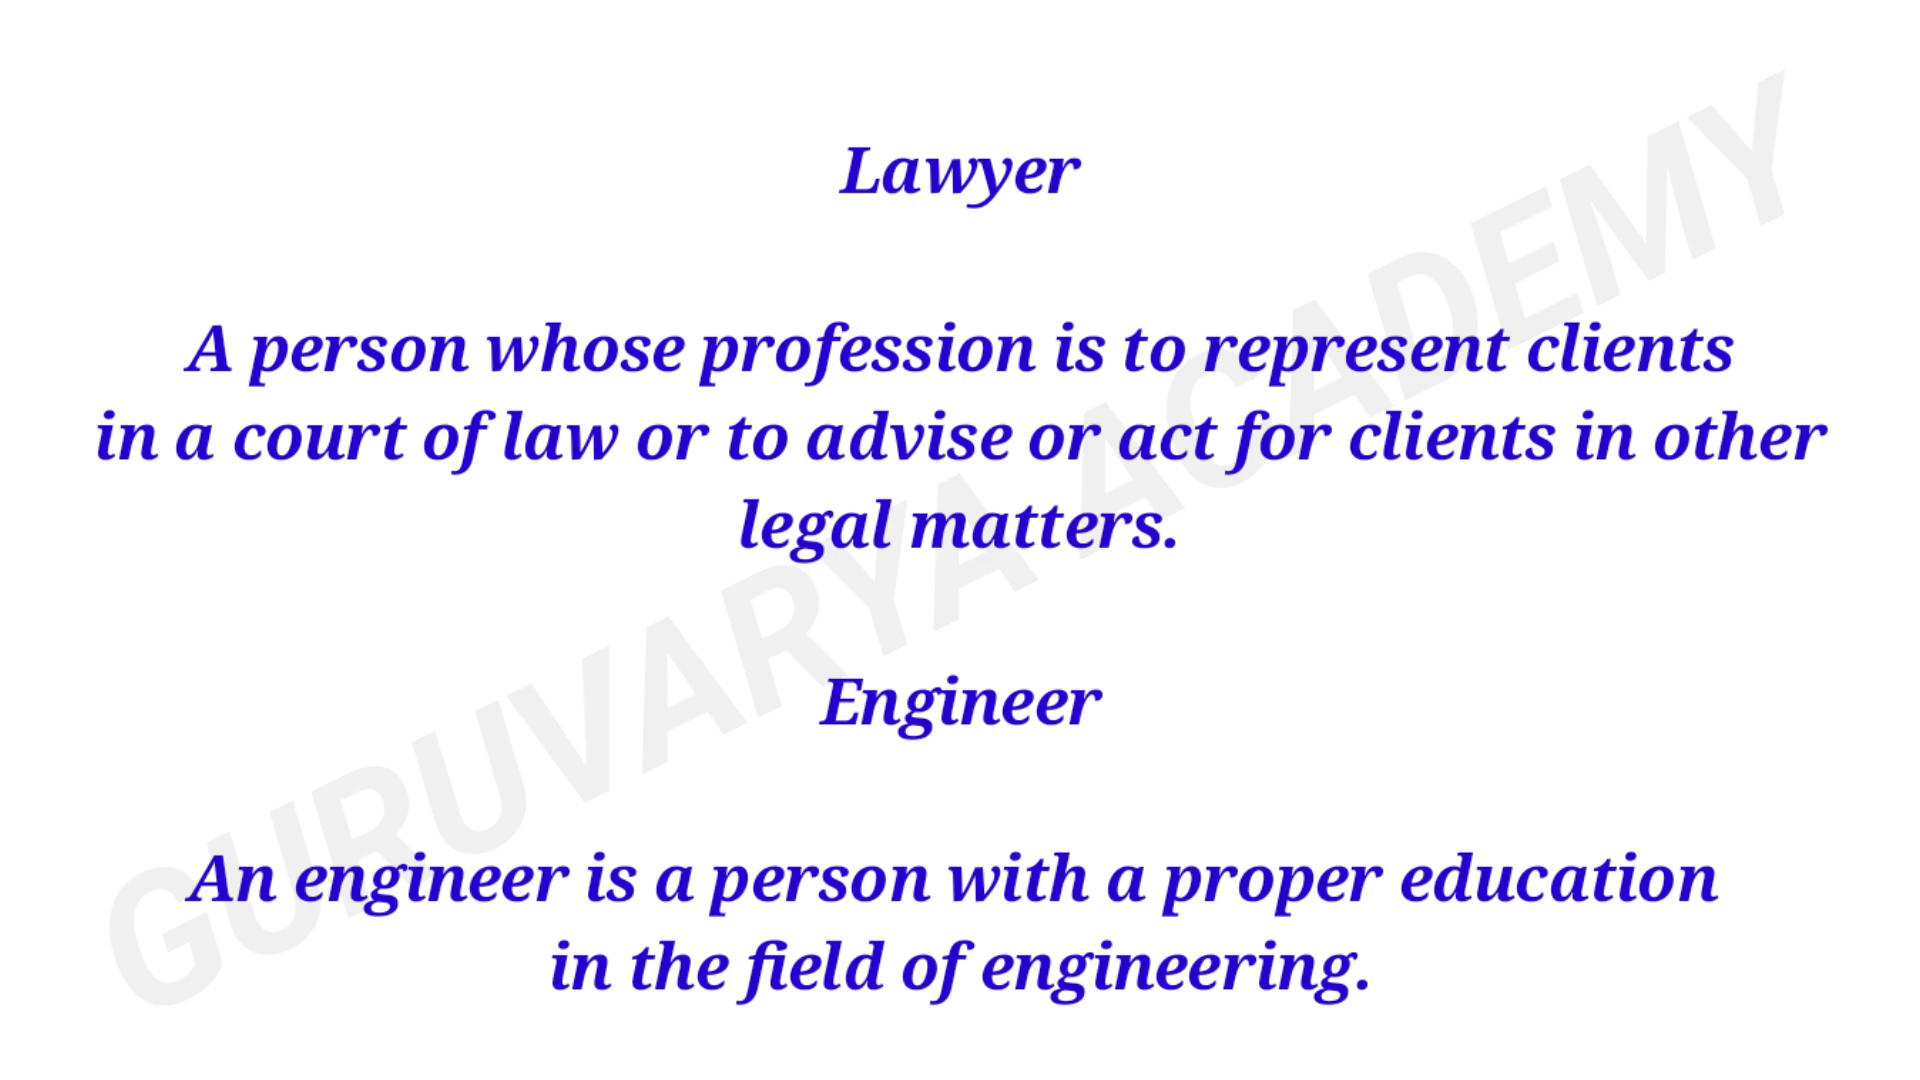 Lawyer
A person whose profession is to represent clients
in a court of law or to advise or act for clients in other
legal matters.
Engineer
An engineer is a person with a proper education
in the field of engineering.
GURUVARYA ACADEMY